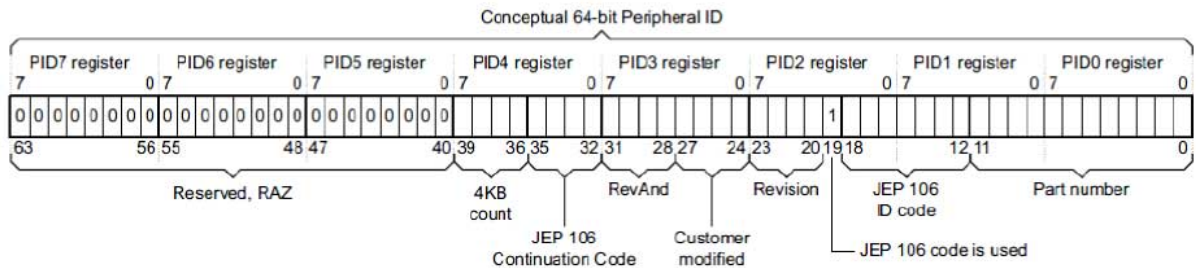 Conceptual 64-bit Peripheral ID
PID7 register PID6 register PID5 register PID4 register PID3 register PID2 register PID1 register PID0 register
7 0 7 0 7 0 7 0 7 0 7 0 7 0 7 0
0 0 0 0 0 0 0 0 0 0 0 0 0 0 0 0 0 0 0 0 0 0 0 0 1
63 56 55 48 47 40 39 36 35 32 31 28 27 24 23 20 19 18 12 11 0
Reserved, RAZ 4KB count RevAnd Revision JEP 106 ID code Part number
JEP 106 Continuation Code Customer modified JEP 106 code is used